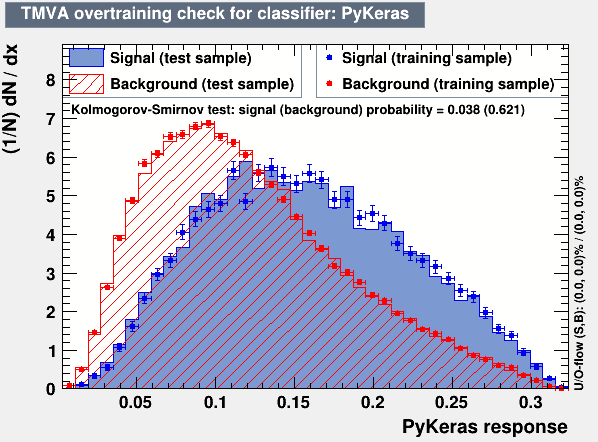 TMVA overtraining check for classifier: PyKeras
(1/N) dN / dx
Signal (test sample)
Signal (training sample)
Background (test sample)
Background (training sample)
Kolmogorov-Smirnov test: signal (background) probability = 0.038 (0.621)
8
7
6
5
4
3
2
1
0
0.05
0.1
0.15
0.2
0.25
0.3
PyKeras response
U/O-flow (S,B): (0.0, 0.0)% / (0.0, 0.0)%